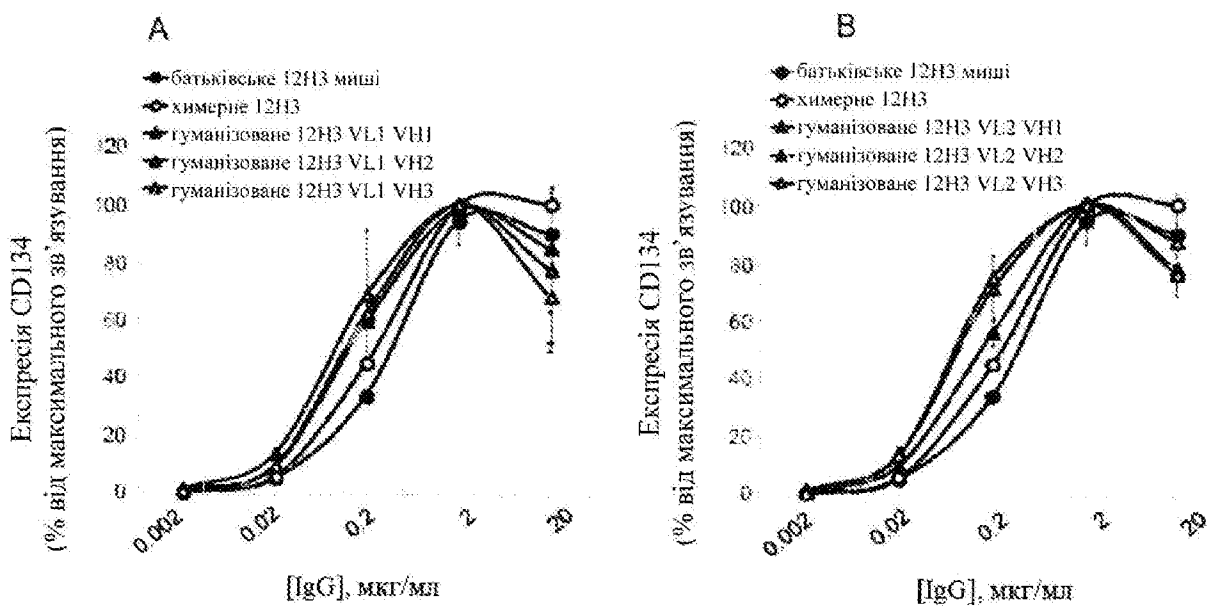 A
батьківське 12H3 миші
химерне 12H3
гуманізоване 12H3 VL1 VH1
гуманізоване 12H3 VL1 VH2
гуманізоване 12H3 VL1 VH3
Експресія CD134
(% від максимального зв’язування)
120
100
80
60
40
20
0
0.002
0.02
0.2
2
20
[IgG], мкг/мл
B
батьківське 12H3 миші
химерне 12H3
гуманізоване 12H3 VL2 VH1
гуманізоване 12H3 VL2 VH2
гуманізоване 12H3 VL2 VH3
Експресія CD134
(% від максимального зв’язування)
120
100
80
60
40
20
0
0.002
0.02
0.2
2
20
[IgG], мкг/мл